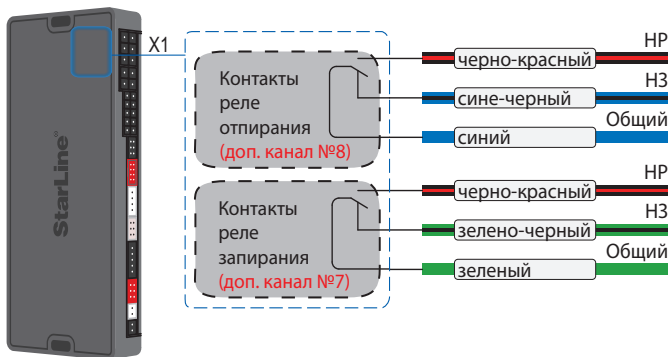 StarLine®
X1
Контакты
реле
отпирания
(доп. канал №8)
черно-красный
НР
сине-черный
НЗ
синий
Общий
Контакты
реле
запирания
(доп. канал №7)
черно-красный
НР
зелено-черный
НЗ
зеленый
Общий